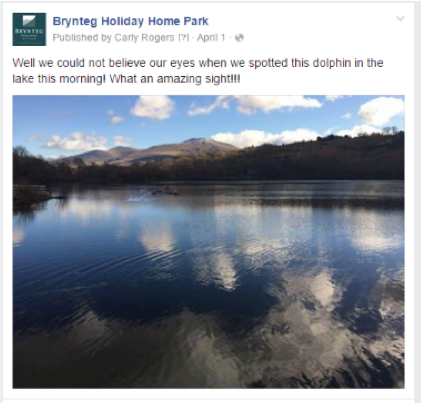 BRYNTEG
Brynteg Holiday Home Park
Published by Carly Rogers [?] · April 1 ·
Well we could not believe our eyes when we spotted this dolphin in the
lake this morning! What an amazing sight!!!